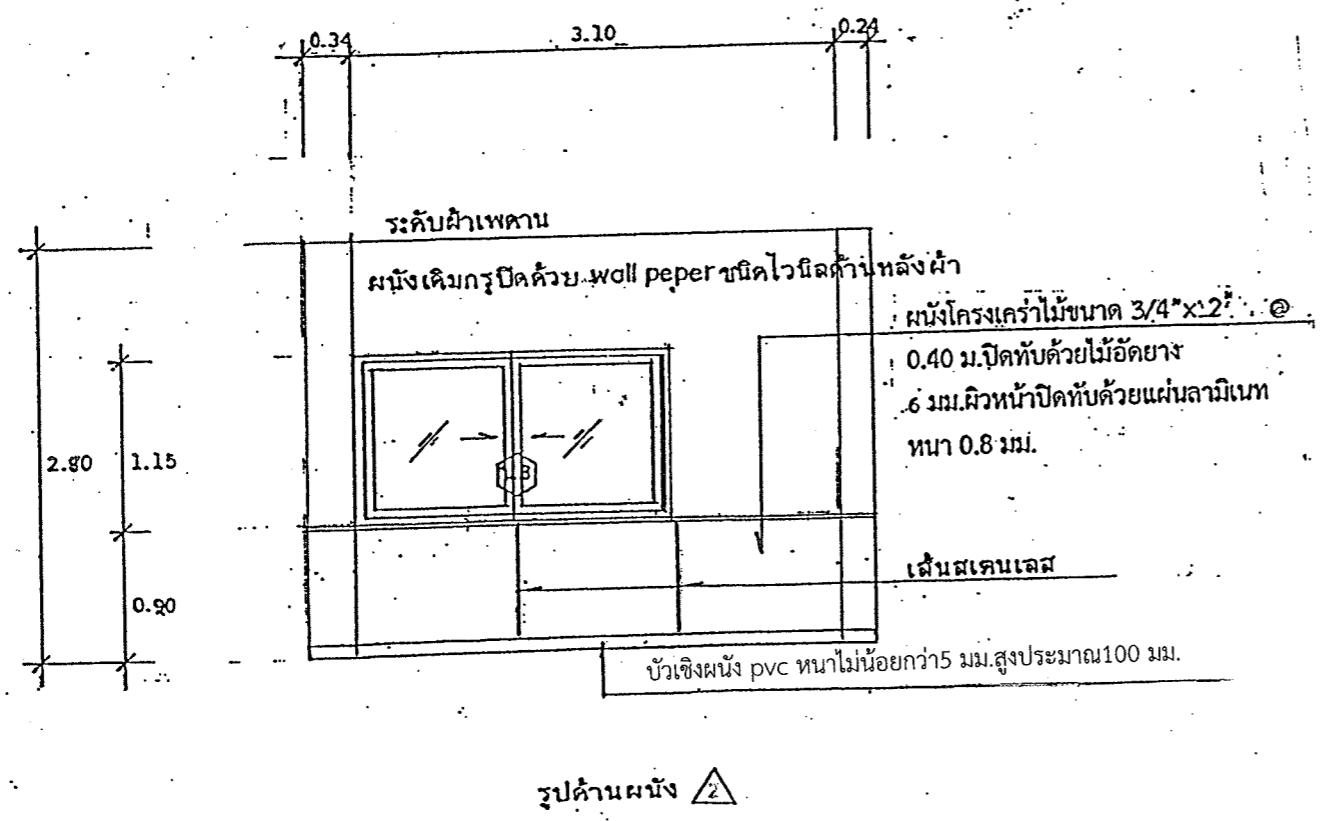 0.34 3.10 0.24
ระดับฝ้าเพดาน
ผนังเดิมกรุปิดด้วย wall peper ชนิดไวนิลด้านหลังผ้า
ผนังโครงเคร่าไม้ขนาด 3/4"x 2" @
0.40 ม.ปิดทับด้วยไม้อัดยาง
6 มม.ผิวหน้าปิดทับด้วยแผ่นลามิเนท
หนา 0.8 มม.
2.80 1.15
เส้นสเตนเลส
0.90
บัวเชิงผนัง pvc หนาไม่น้อยกว่า5 มม.สูงประมาณ100 มม.
รูปด้านผนัง 2